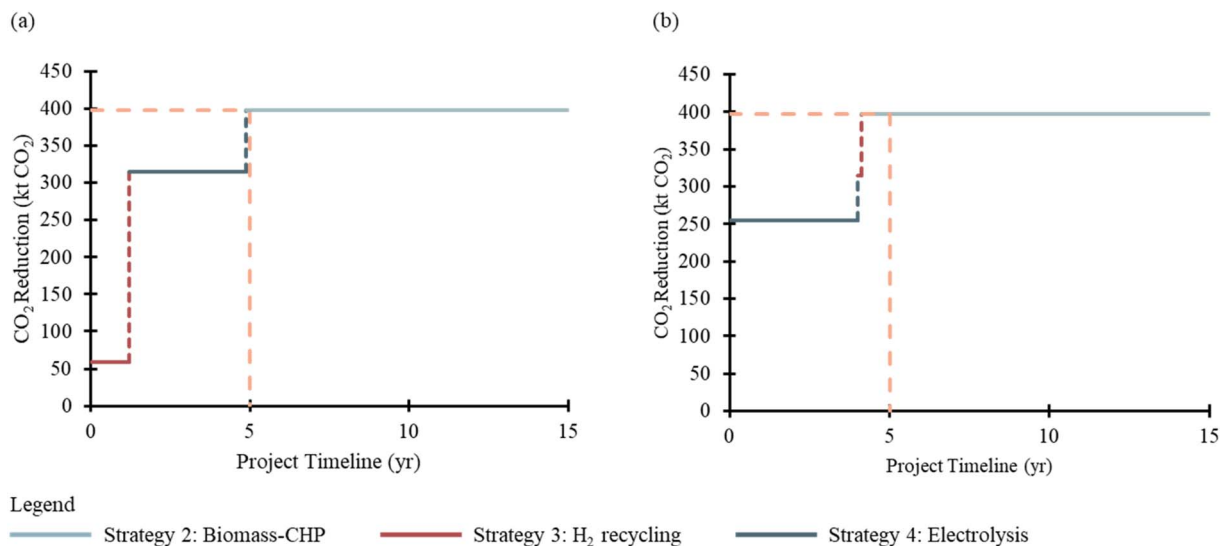 (a)
CO₂ Reduction (kt CO₂)
450
400
350
300
250
200
150
100
50
0
0 5 10 15
Project Timeline (yr)
(b)
CO₂ Reduction (kt CO₂)
450
400
350
300
250
200
150
100
50
0
0 5 10 15
Project Timeline (yr)
Legend
Strategy 2: Biomass-CHP Strategy 3: H₂ recycling Strategy 4: Electrolysis